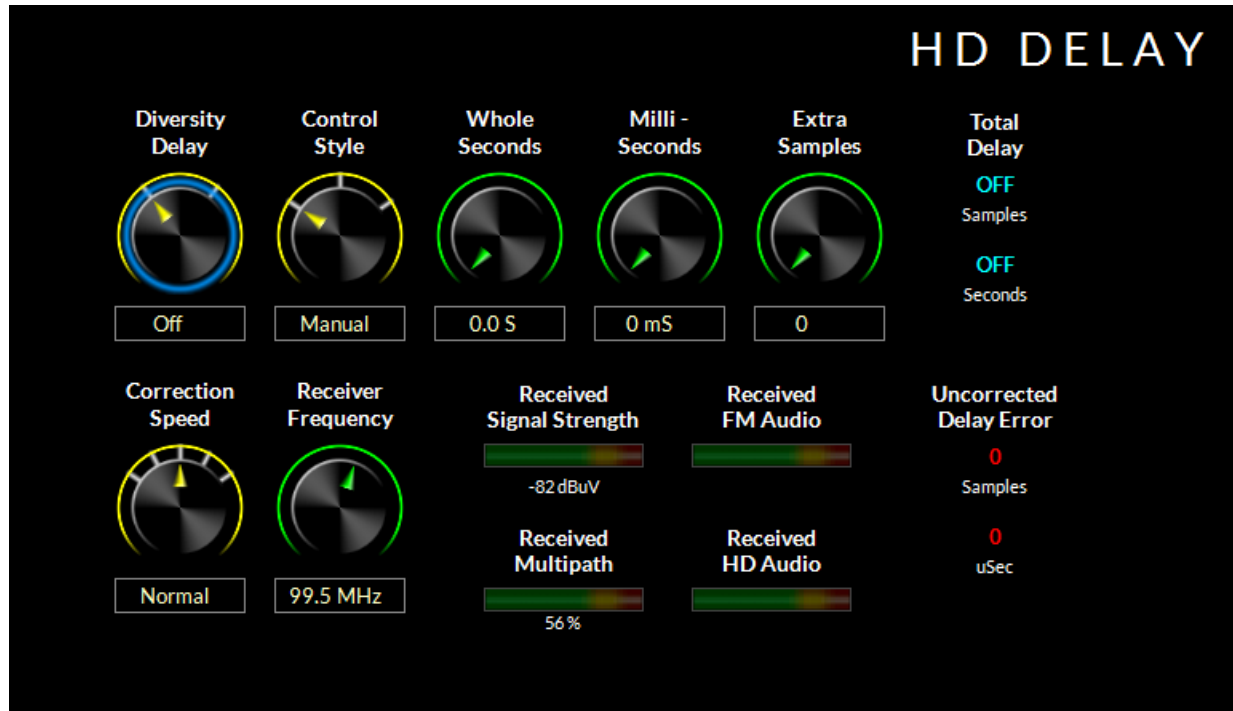 HD DELAY
Diversity
Delay
Control
Style
Whole
Seconds
Milli -
Seconds
Extra
Samples
Total
Delay
OFF
Samples
OFF
Seconds
Off
Manual
0.0 S
0 mS
0
Correction
Speed
Receiver
Frequency
Received
Signal Strength
Received
FM Audio
Uncorrected
Delay Error
-82 dBuV
0
Samples
Received
Multipath
Received
HD Audio
0
uSec
Normal
99.5 MHz
56 %